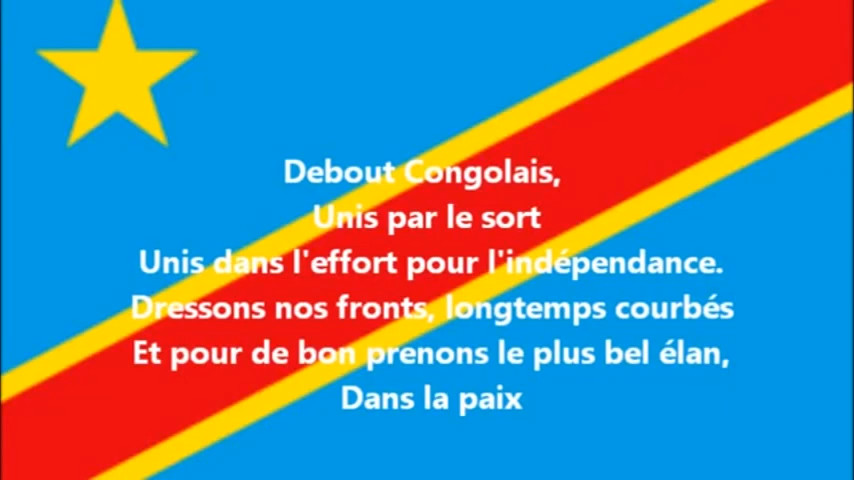 Debout Congolais,
Unis par le sort
Unis dans l'effort pour l'indépendance.
Dressons nos fronts, longtemps courbés
Et pour de bon prenons le plus bel élan,
Dans la paix